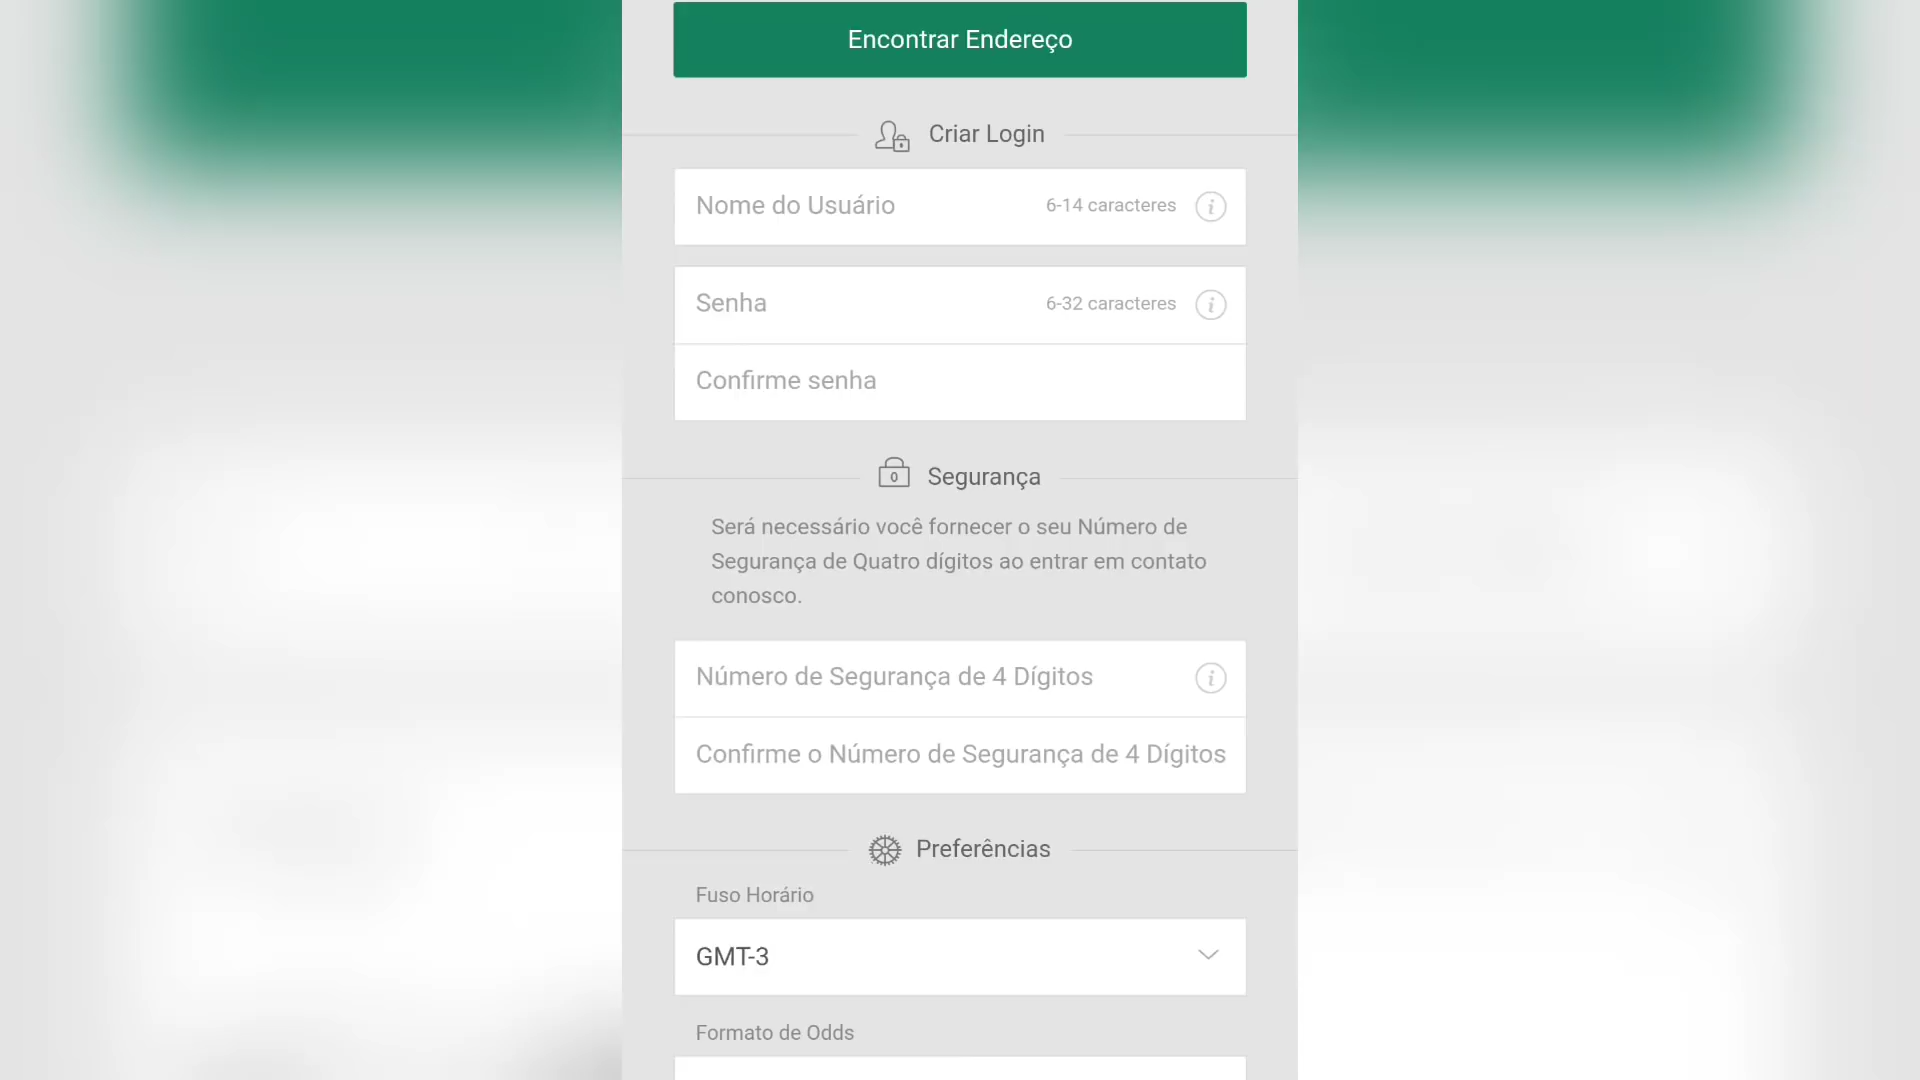 Encontrar Endereço
Criar Login
Nome do Usuário 6-14 caracteres
Senha 6-32 caracteres
Confirme senha
Segurança
Será necessário você fornecer o seu Número de
Segurança de Quatro dígitos ao entrar em contato
conosco.
Número de Segurança de 4 Dígitos
Confirme o Número de Segurança de 4 Dígitos
Preferências
Fuso Horário
GMT-3
Formato de Odds